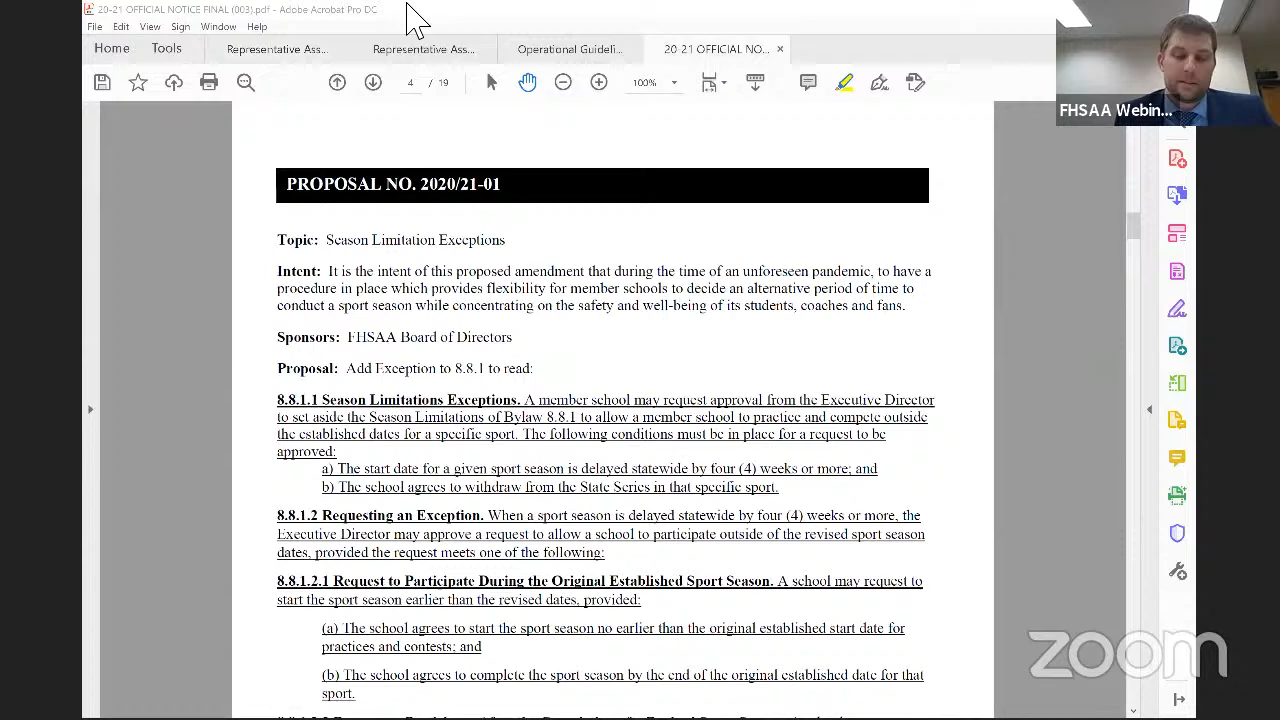 20-21 OFFICIAL NOTICE FINAL (003).pdf - Adobe Acrobat Pro DC
File Edit View Sign Window Help
Home Tools Representative Ass... Representative Ass... Operational Guideli... 20-21 OFFICIAL NO... ×
4 / 19 100%
FHSAA Webin...
PROPOSAL NO. 2020/21-01
Topic: Season Limitation Exceptions
Intent: It is the intent of this proposed amendment that during the time of an unforeseen pandemic, to have a
procedure in place which provides flexibility for member schools to decide an alternative period of time to
conduct a sport season while concentrating on the safety and well-being of its students, coaches and fans.
Sponsors: FHSAA Board of Directors
Proposal: Add Exception to 8.8.1 to read:
8.8.1.1 Season Limitations Exceptions. A member school may request approval from the Executive Director
to set aside the Season Limitations of Bylaw 8.8.1 to allow a member school to practice and compete outside
the established dates for a specific sport. The following conditions must be in place for a request to be
approved:
a) The start date for a given sport season is delayed statewide by four (4) weeks or more; and
b) The school agrees to withdraw from the State Series in that specific sport.
8.8.1.2 Requesting an Exception. When a sport season is delayed statewide by four (4) weeks or more, the
Executive Director may approve a request to allow a school to participate outside of the revised sport season
dates, provided the request meets one of the following:
8.8.1.2.1 Request to Participate During the Original Established Sport Season. A school may request to
start the sport season earlier than the revised dates, provided:
(a) The school agrees to start the sport season no earlier than the original established start date for
practices and contests; and
(b) The school agrees to complete the sport season by the end of the original established date for that
sport.
zoom